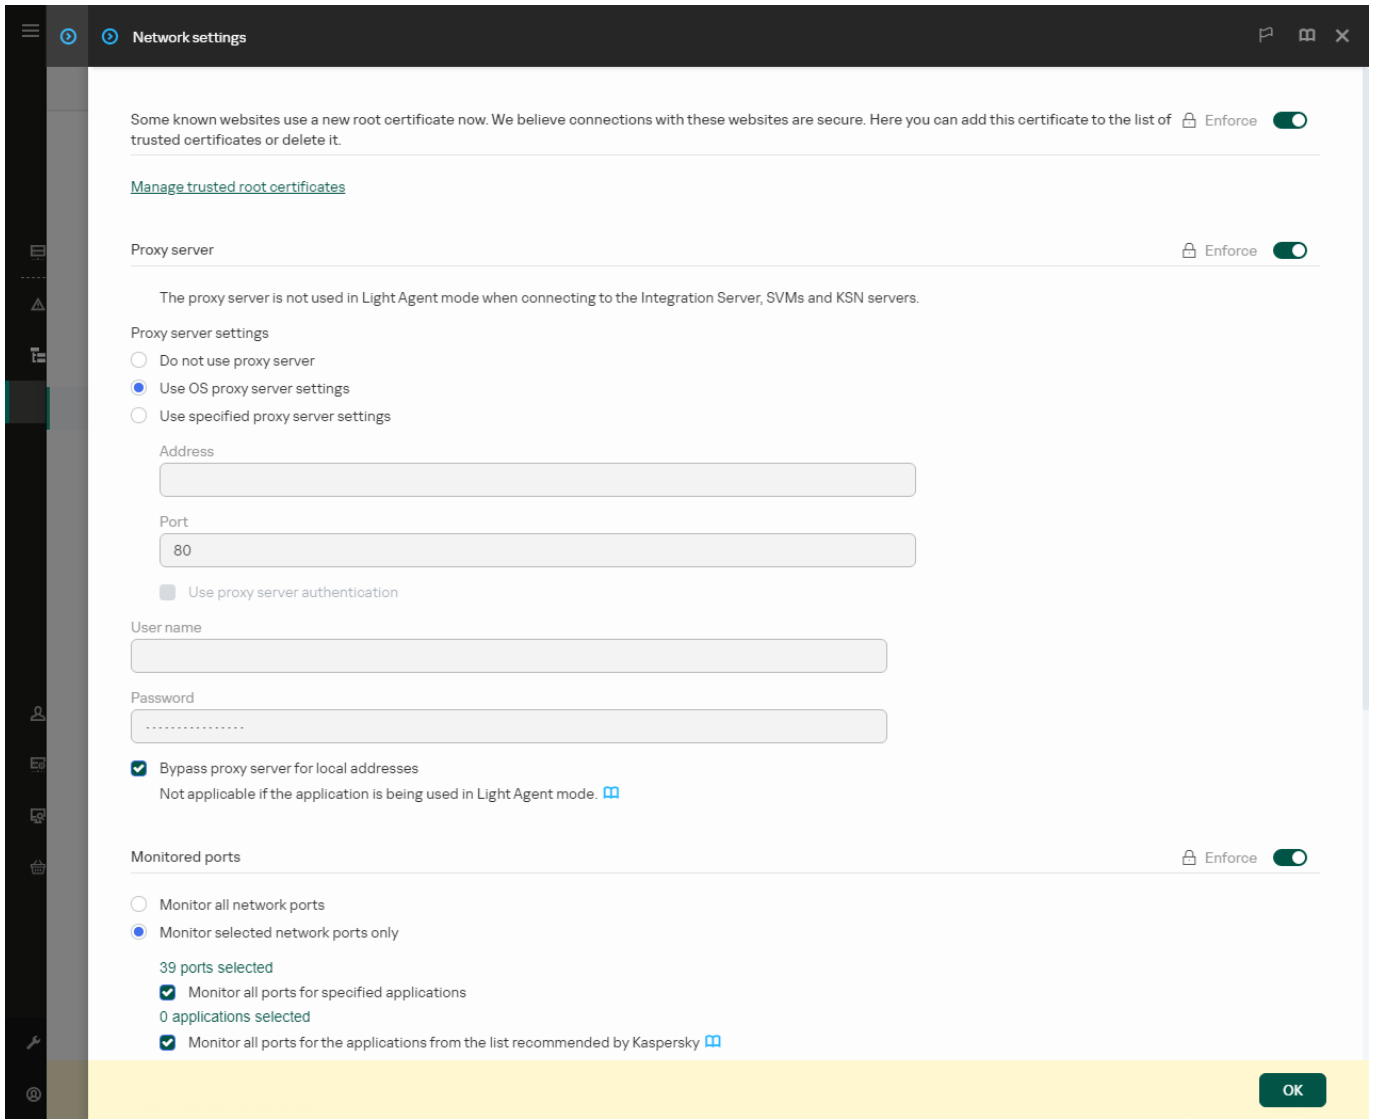 Network settings
Some known websites use a new root certificate now. We believe connections with these websites are secure. Here you can add this certificate to the list of
trusted certificates or delete it.
Enforce
Manage trusted root certificates
Proxy server
Enforce
The proxy server is not used in Light Agent mode when connecting to the Integration Server, SVMs and KSN servers.
Proxy server settings
Do not use proxy server
Use OS proxy server settings
Use specified proxy server settings
Address
Port
80
Use proxy server authentication
User name
Password
Bypass proxy server for local addresses
Not applicable if the application is being used in Light Agent mode.
Monitored ports
Enforce
Monitor all network ports
Monitor selected network ports only
39 ports selected
Monitor all ports for specified applications
0 applications selected
Monitor all ports for the applications from the list recommended by Kaspersky
OK